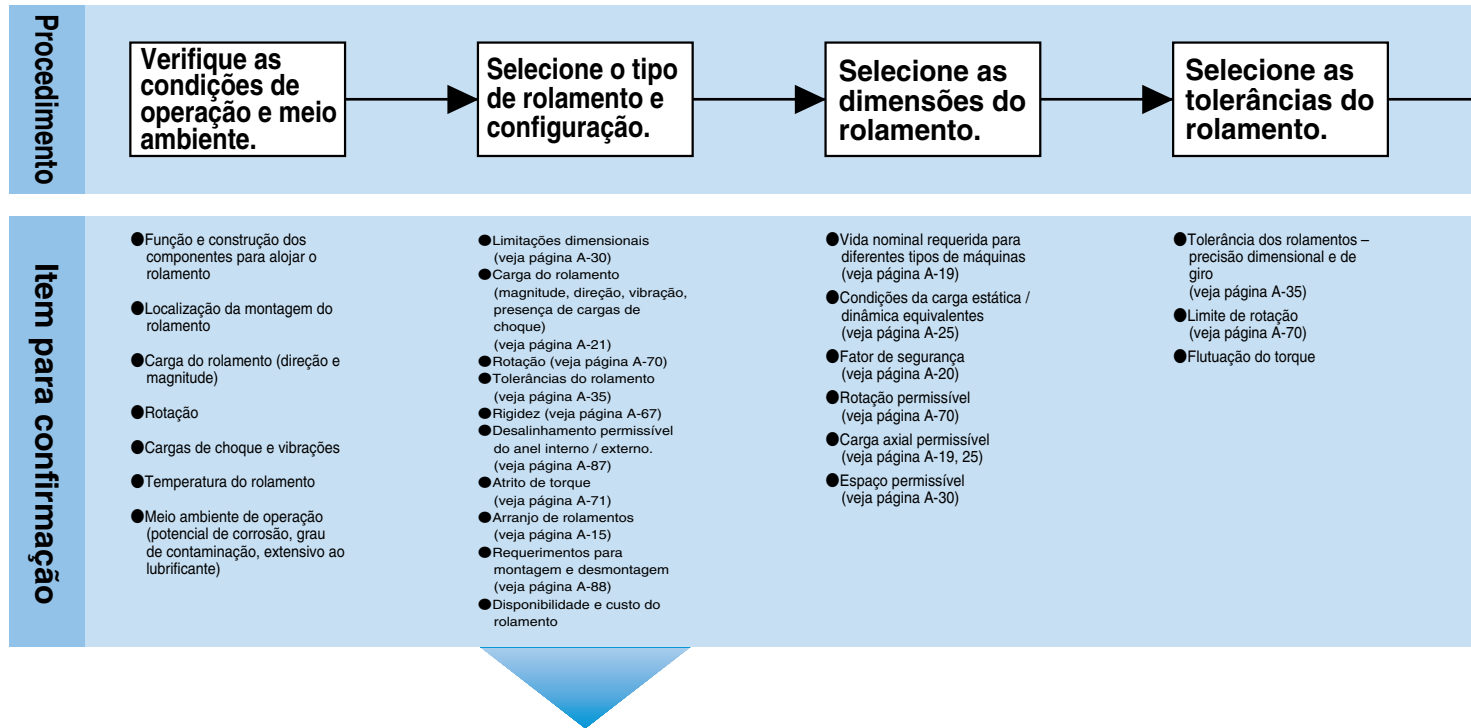 Procedimento
Verifique as
condições de
operação e meio
ambiente.
Selecione o tipo
de rolamento e
configuração.
Selecione as
dimensões do
rolamento.
Selecione as
tolerâncias do
rolamento.
Item para confirmação
●Função e construção dos
componentes para alojar o
rolamento
●Localização da montagem do
rolamento
●Carga do rolamento (direção e
magnitude)
●Rotação
●Cargas de choque e vibrações
●Temperatura do rolamento
●Meio ambiente de operação
(potencial de corrosão, grau
de contaminação, extensivo ao
lubrificante)
●Limitações dimensionais
(veja página A-30)
●Carga do rolamento
(magnitude, direção, vibração,
presença de cargas de
choque)
(veja página A-21)
●Rotação (veja página A-70)
●Tolerâncias do rolamento
(veja página A-35)
●Rigidez (veja página A-67)
●Desalinhamento permissível
do anel interno / externo.
(veja página A-87)
●Atrito de torque
(veja página A-71)
●Arranjo de rolamentos
(veja página A-15)
●Requerimentos para
montagem e desmontagem
(veja página A-88)
●Disponibilidade e custo do
rolamento
●Vida nominal requerida para
diferentes tipos de máquinas
(veja página A-19)
●Condições da carga estática /
dinâmica equivalentes
(veja página A-25)
●Fator de segurança
(veja página A-20)
●Rotação permissível
(veja página A-70)
●Carga axial permissível
(veja página A-19, 25)
●Espaço permissível
(veja página A-30)
●Tolerância dos rolamentos –
precisão dimensional e de
giro
(veja página A-35)
●Limite de rotação
(veja página A-70)
●Flutuação do torque